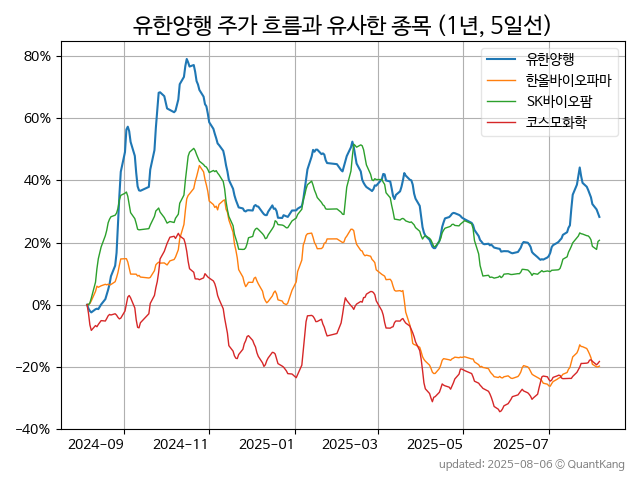 유한양행 주가 흐름과 유사한 종목 (1년, 5일선)
유한양행
한올바이오파마
SK바이오팜
코스모화학
80%
60%
40%
20%
0%
−20%
−40%
2024−09
2024−11
2025−01
2025−03
2025−05
2025−07
updated: 2025-08-06 © QuantKang